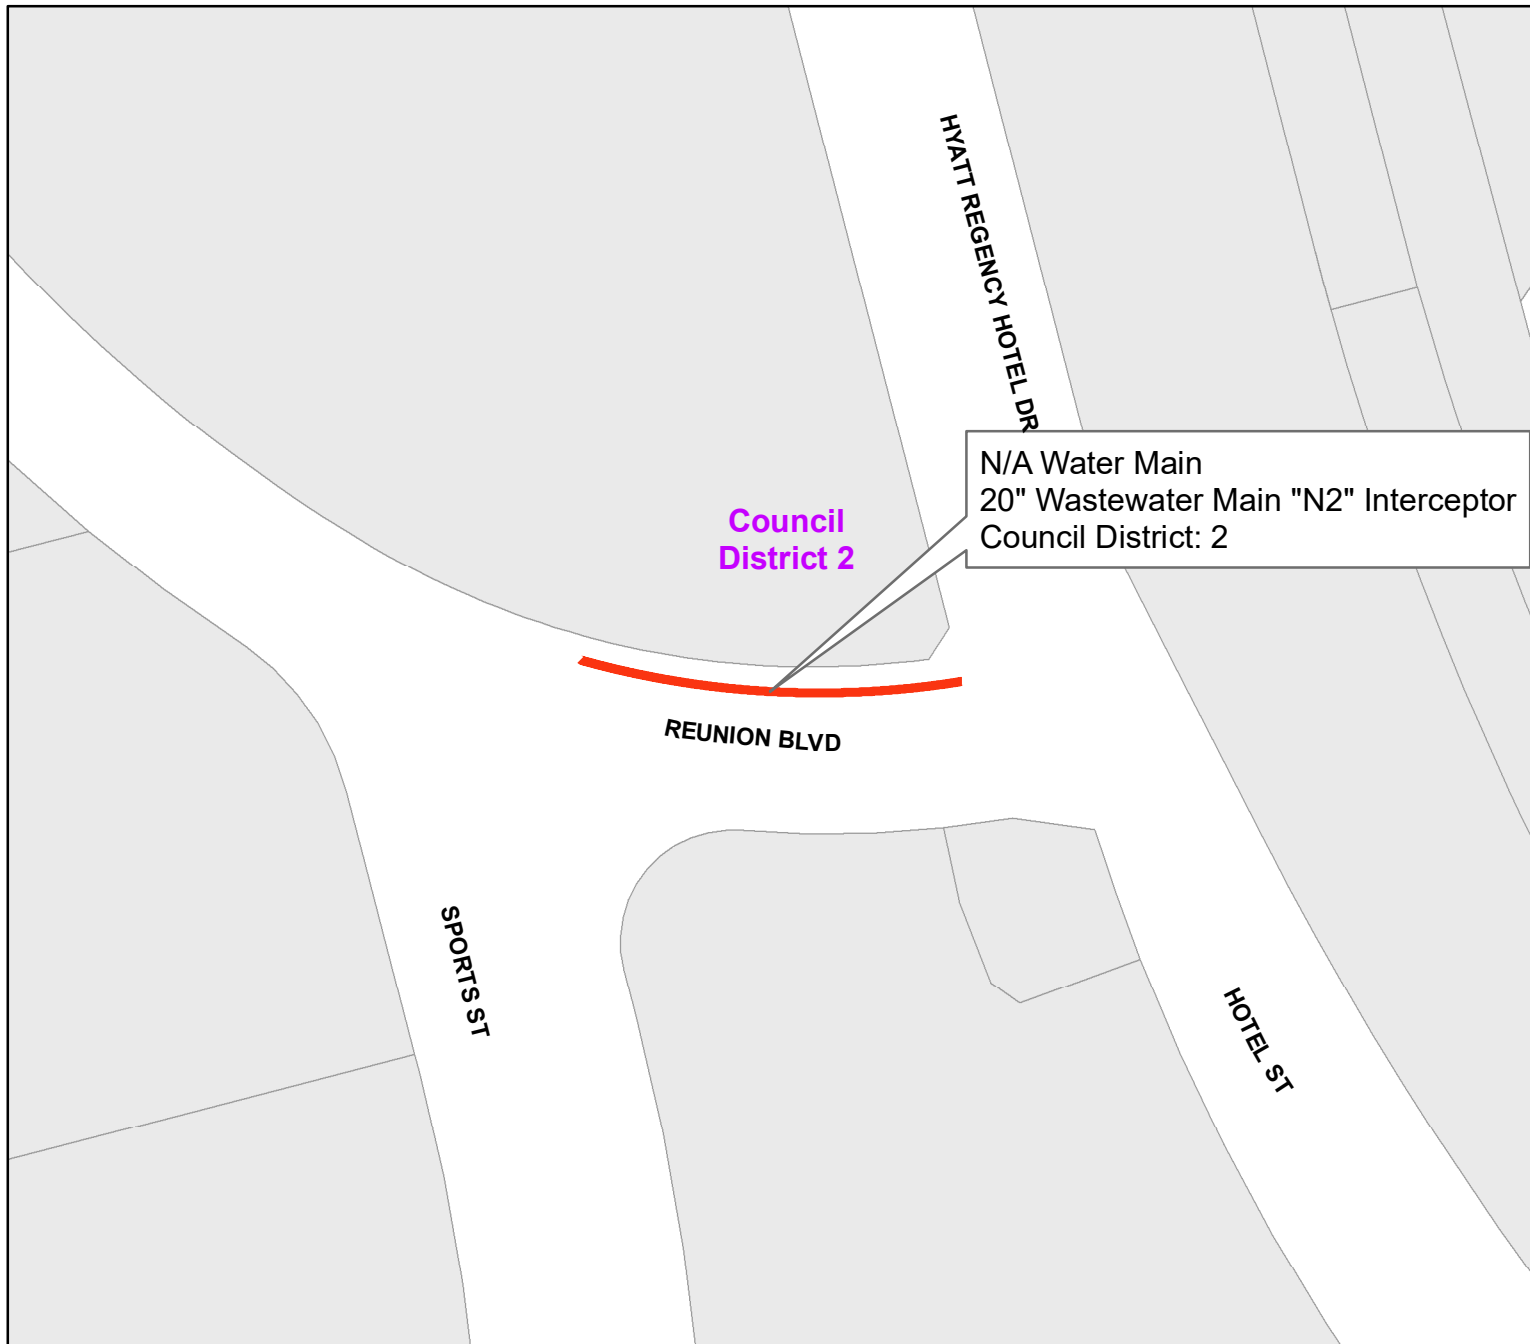 HYATT REGENCY HOTEL DR
N/A Water Main
20" Wastewater Main "N2" Interceptor
Council District: 2
Council
District 2
REUNION BLVD
SPORTS ST
HOTEL ST